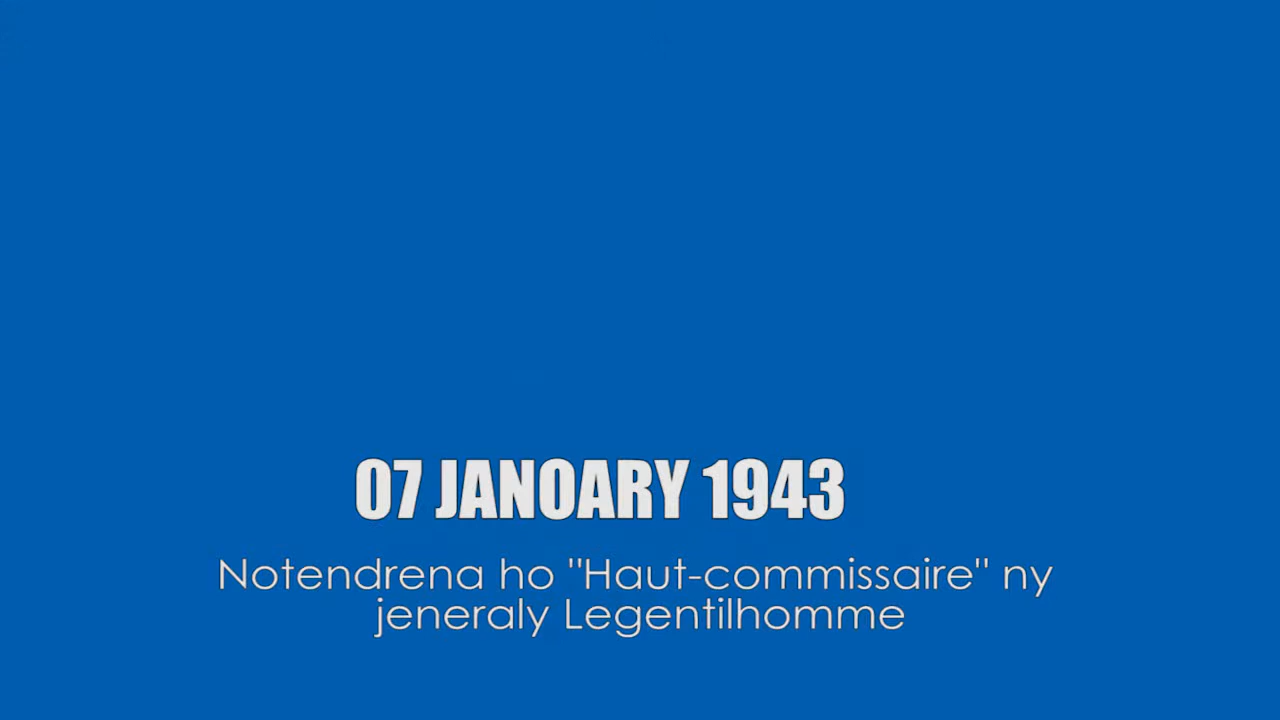 07 JANOARY 1943
Notendrena ho "Haut-commissaire" ny
jeneraly Legentilhomme